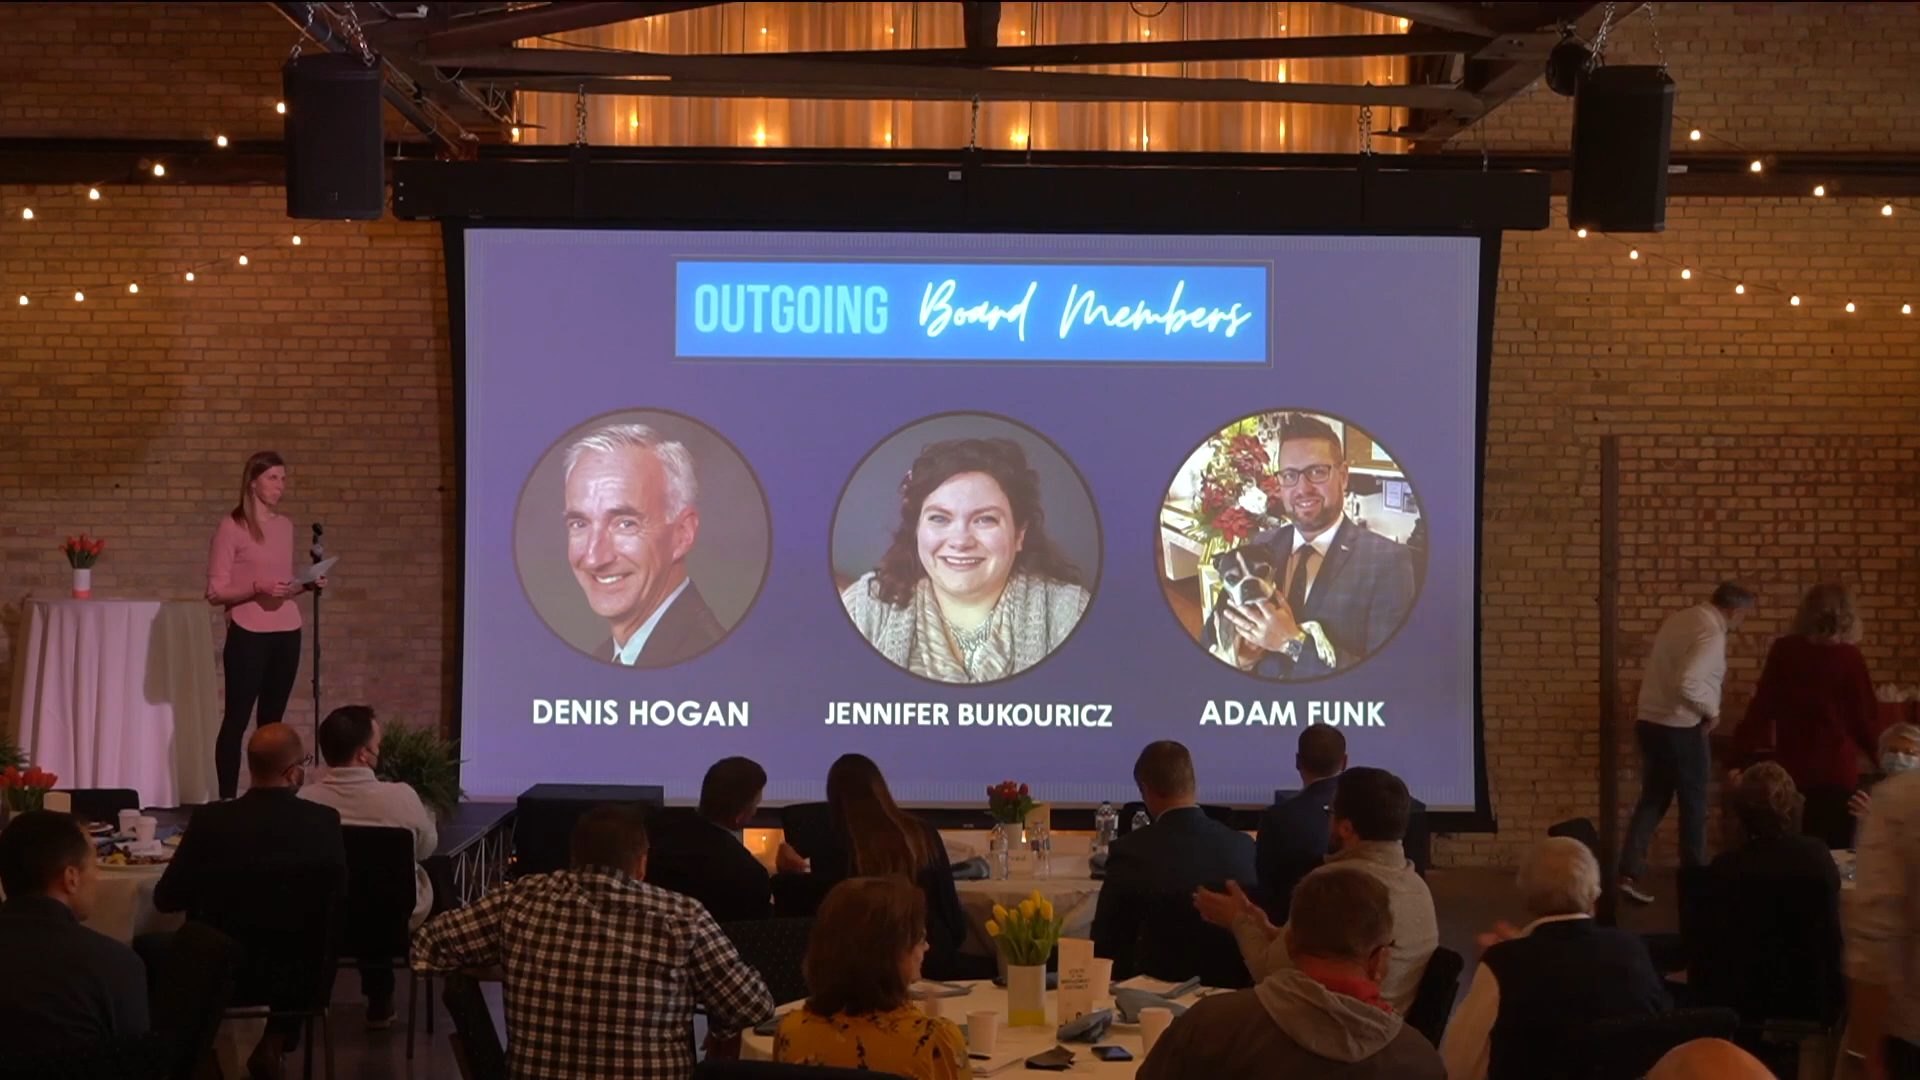 OUTGOING Board Members
DENIS HOGAN
JENNIFER BUKOURICZ
ADAM FUNK